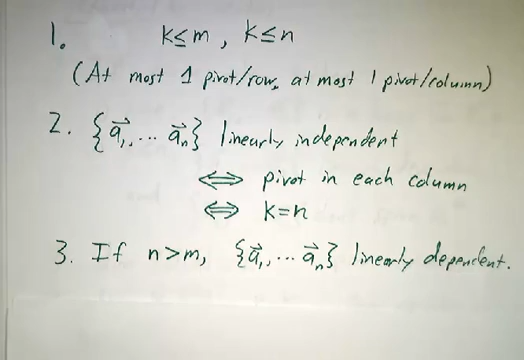 1. k≤m, k≤n
(At most 1 pivot/row, at most 1 pivot/column)
2. {a⃗₁, ... a⃗ₙ} linearly independent
⟺ pivot in each column
⟺ k=n
3. If n>m, {a⃗₁, ... a⃗ₙ} linearly dependent.